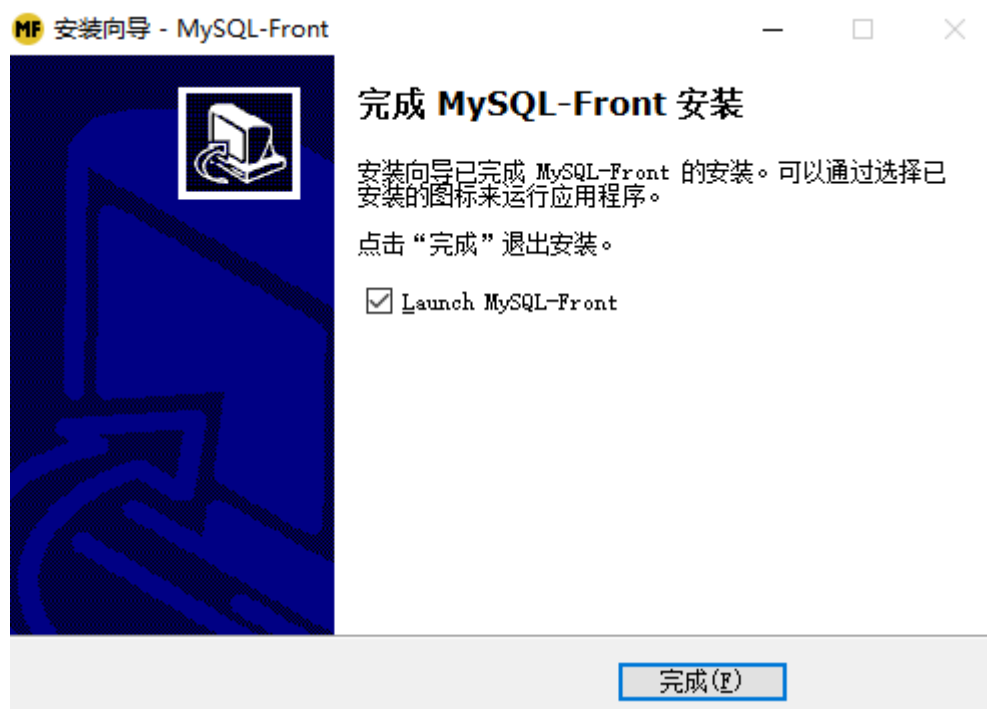 MF 安装向导 - MySQL-Front
完成 MySQL-Front 安装
安装向导已完成 MySQL-Front 的安装。可以通过选择已
安装的图标来运行应用程序。
点击“完成”退出安装。
Launch MySQL-Front
完成(F)